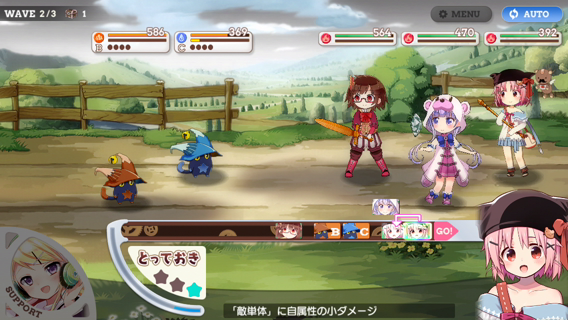 WAVE 2/3 1
MENU
AUTO
586
B
369
C
564
470
392
B C GO!
とっておき
SUPPORT
「敵単体」に自属性の小ダメージ